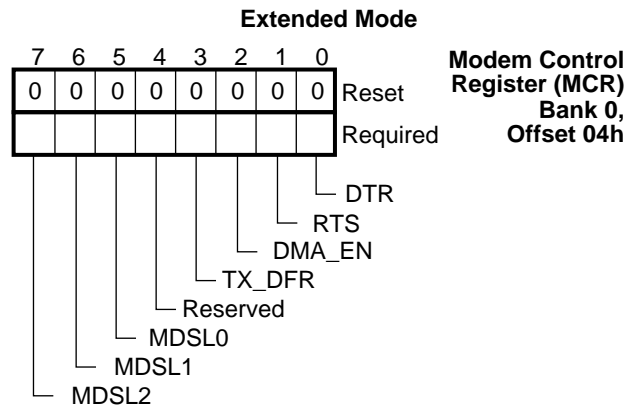 Extended Mode
7 6 5 4 3 2 1 0
Modem Control
Register (MCR)
Bank 0,
Offset 04h
0 0 0 0 0 0 0 0 Reset
Required
DTR
RTS
DMA_EN
TX_DFR
Reserved
MDSL0
MDSL1
MDSL2